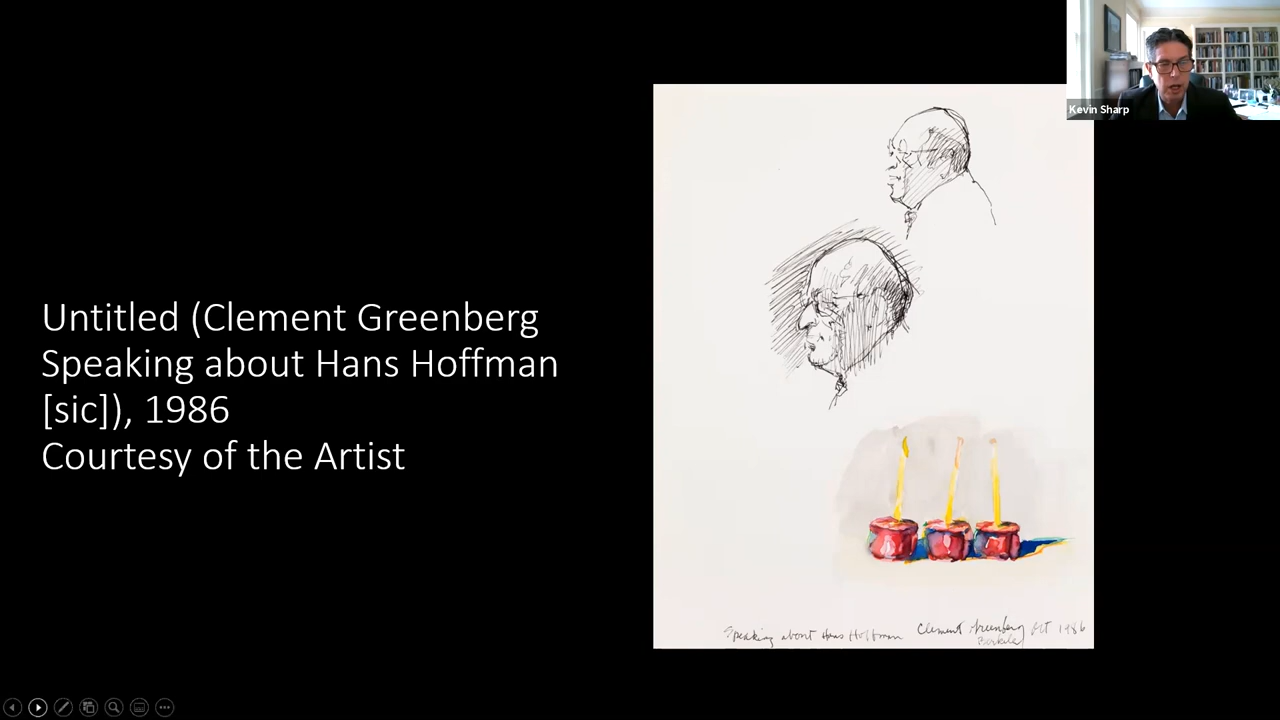 Kevin Sharp
Untitled (Clement Greenberg
Speaking about Hans Hoffman
[sic]), 1986
Courtesy of the Artist
Speaking about Hans Hoffman Clement Greenberg Oct 1986